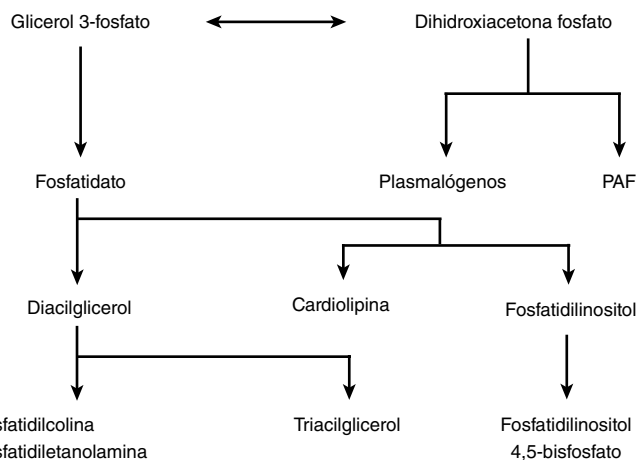 Glicerol 3-fosfato
Dihidroxiacetona fosfato
Fosfatidato
Plasmalógenos
PAF
Diacilglicerol
Cardiolipina
Fosfatidilinositol
sfatidilcolina
sfatidiletanolamina
Triacilglicerol
Fosfatidilinositol
4,5-bisfosfato